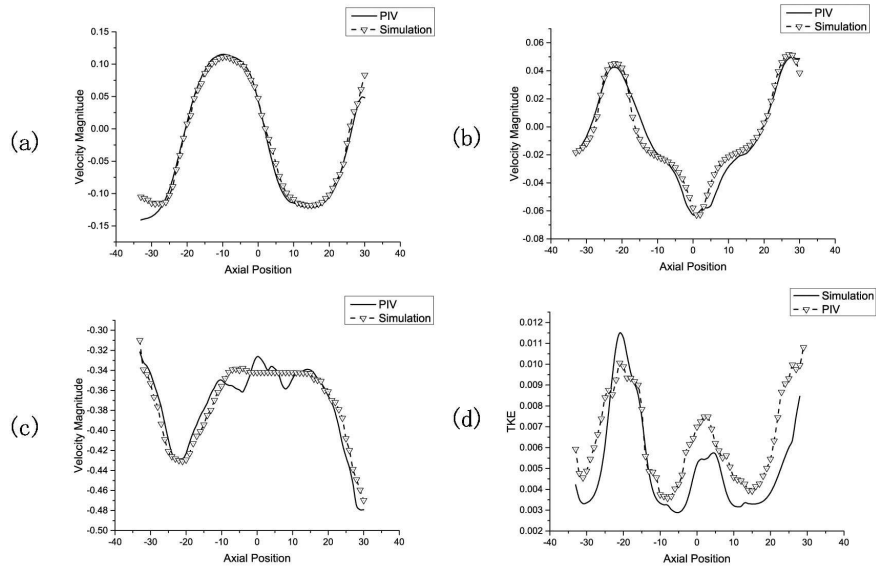 (a)
PIV
Simulation
Velocity Magnitude
0.15
0.10
0.05
0.00
-0.05
-0.10
-0.15
-40 -30 -20 -10 0 10 20 30 40
Axial Position
(b)
PIV
Simulation
Velocity Magnitude
0.06
0.04
0.02
0.00
-0.02
-0.04
-0.06
-0.08
-40 -30 -20 -10 0 10 20 30 40
Axial Position
(c)
PIV
Simulation
Velocity Magnitude
-0.30
-0.32
-0.34
-0.36
-0.38
-0.40
-0.42
-0.44
-0.46
-0.48
-0.50
-40 -30 -20 -10 0 10 20 30 40
Axial Position
(d)
Simulation
PIV
TKE
0.012
0.011
0.010
0.009
0.008
0.007
0.006
0.005
0.004
0.003
0.002
-40 -30 -20 -10 0 10 20 30 40
Axial Position